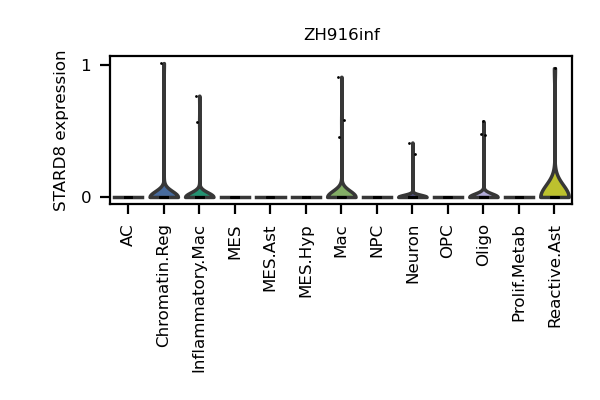 ZH916inf
STARD8 expression
1
0
AC
Chromatin.Reg
Inflammatory.Mac
MES
MES.Ast
MES.Hyp
Mac
NPC
Neuron
OPC
Oligo
Prolif.Metab
Reactive.Ast